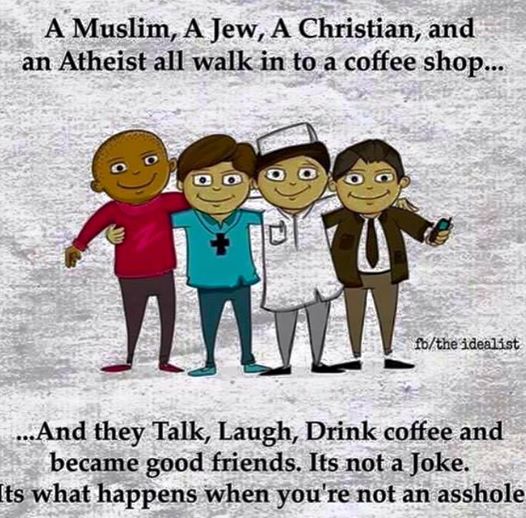 A Muslim, A Jew, A Christian, and
an Atheist all walk in to a coffee shop...
fb/the idealist
...And they Talk, Laugh, Drink coffee and
became good friends. Its not a Joke.
Its what happens when you're not an asshole